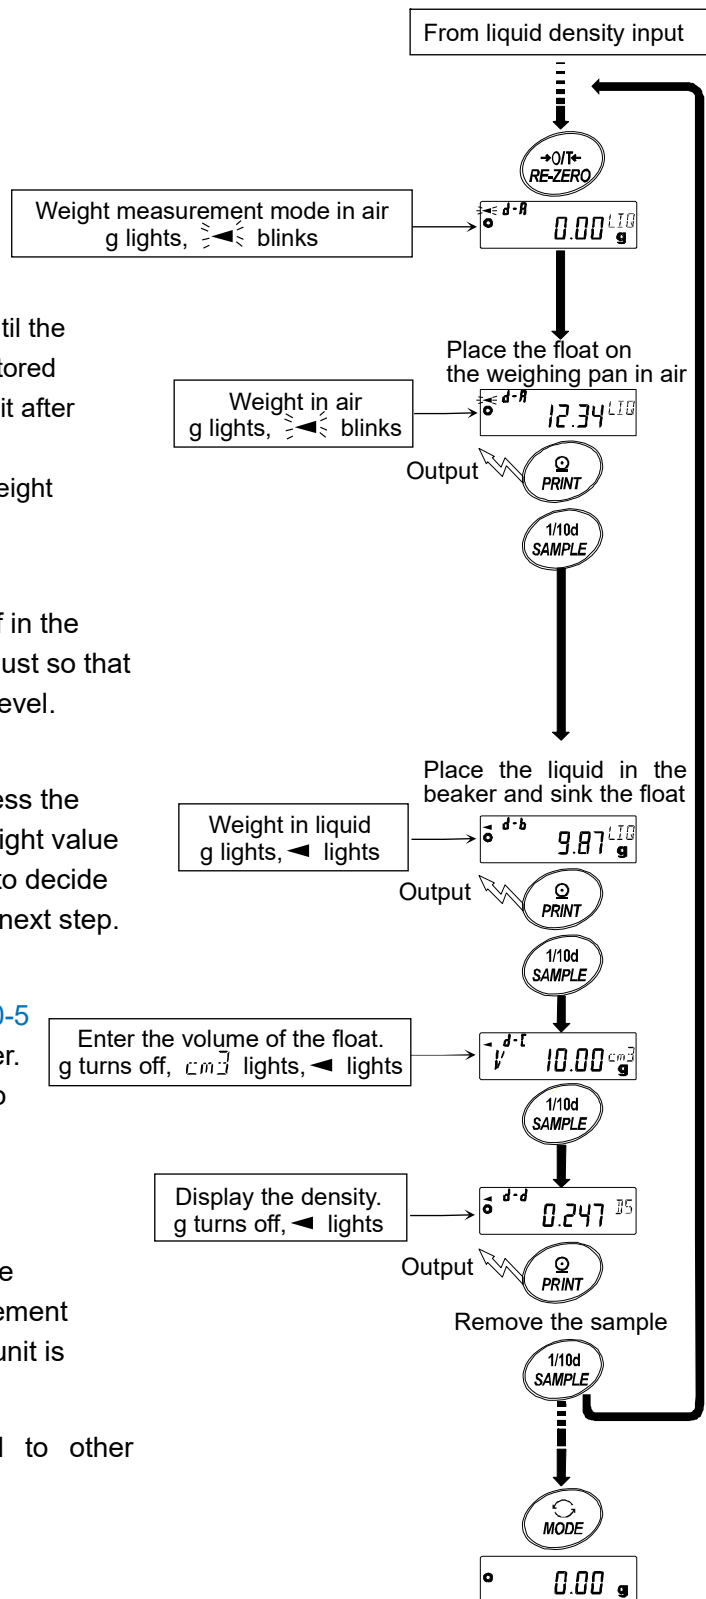 From liquid density input
→0/T←
RE-ZERO
Weight measurement mode in air
g lights, ◄ blinks
d-A
0.00 LIQ
g
til the
tored
it after
eight
Place the float on
the weighing pan in air
Weight in air
g lights, ◄ blinks
d-A
12.34 LIQ
Output
PRINT
1/10d
SAMPLE
f in the
ust so that
evel.
ess the
ight value
to decide
next step.
Place the liquid in the
beaker and sink the float
Weight in liquid
g lights, ◄ lights
d-b
9.87 LIQ
g
Output
PRINT
1/10d
SAMPLE
0-5
er.
o
Enter the volume of the float.
g turns off, cm3 lights, ◄ lights
d-C
V 10.00 cm3
g
1/10d
SAMPLE
Display the density.
g turns off, ◄ lights
d-d
0.247 DS
Output
PRINT
e
ement
unit is
Remove the sample
1/10d
SAMPLE
l to other
MODE
0.00 g